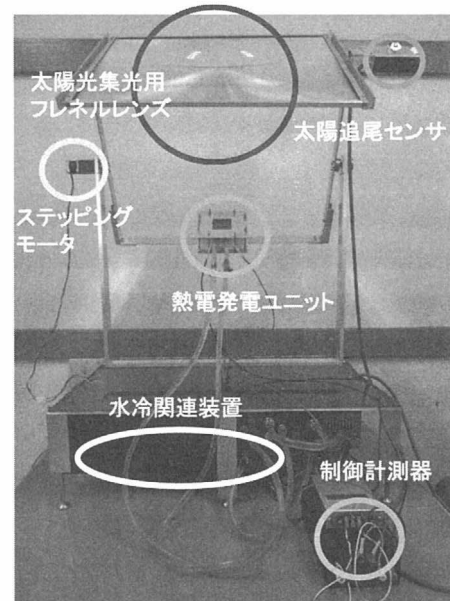 太陽光集光用
フレネルレンズ
太陽追尾センサ
ステッピング
モータ
熱電発電ユニット
水冷関連装置
制御計測器